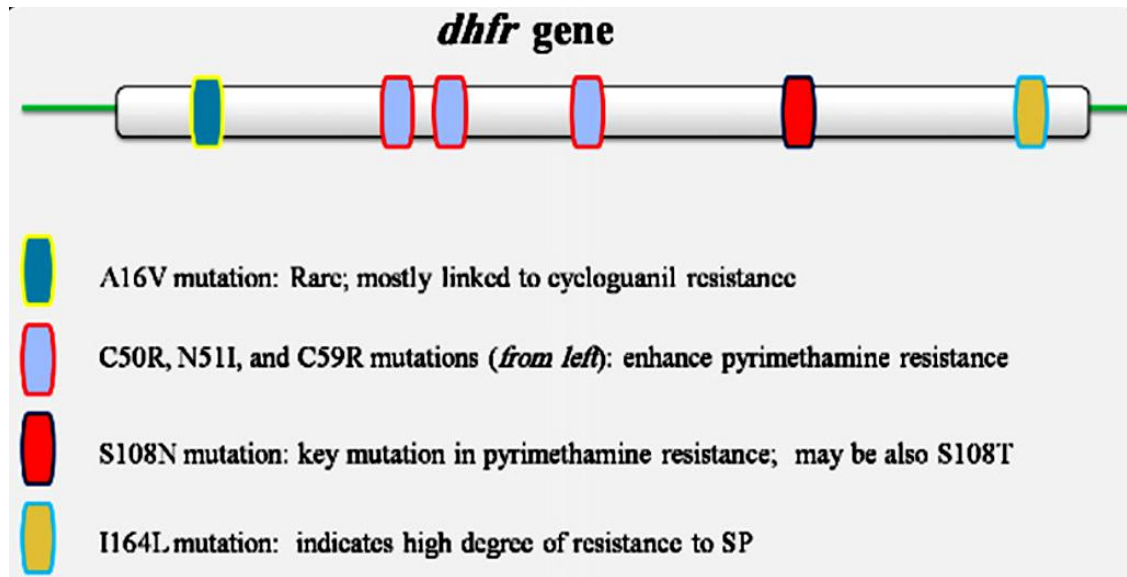 dhfr gene
A16V mutation: Rare; mostly linked to cycloguanil resistance
C50R, N51I, and C59R mutations (from left): enhance pyrimethamine resistance
S108N mutation: key mutation in pyrimethamine resistance; may be also S108T
I164L mutation: indicates high degree of resistance to SP